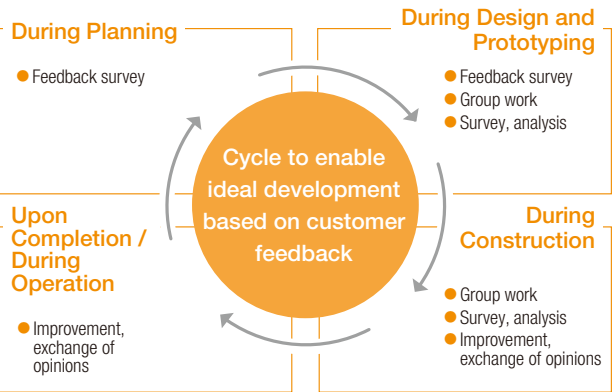 During Planning
● Feedback survey
During Design and
Prototyping
● Feedback survey
● Group work
● Survey, analysis
Cycle to enable
ideal development
based on customer
feedback
Upon
Completion /
During
Operation
● Improvement,
exchange of
opinions
During
Construction
● Group work
● Survey, analysis
● Improvement,
exchange of opinions